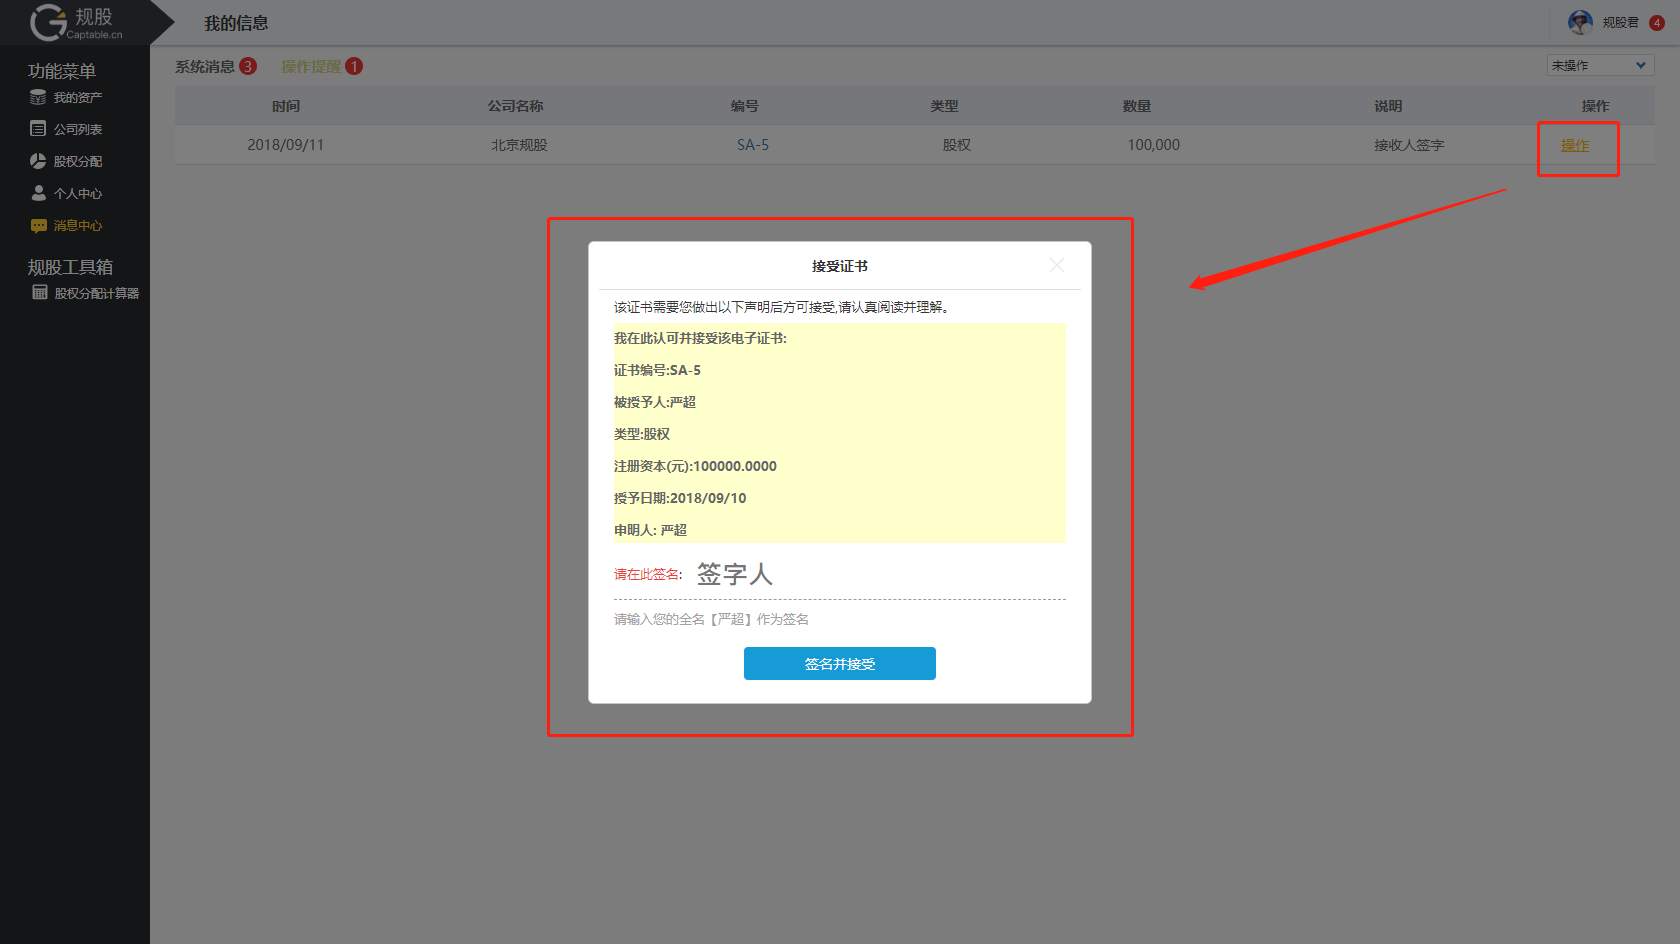 规股
Captable.cn
我的信息
规股君 4
功能菜单
我的资产
公司列表
股权分配
个人中心
消息中心
规股工具箱
股权分配计算器
系统消息 3 操作提醒 1
未操作
时间 公司名称 编号 类型 数量 说明 操作
2018/09/11 北京规股 SA-5 股权 100,000 接收人签字 操作
接受证书
该证书需要您做出以下声明后方可接受,请认真阅读并理解。
我在此认可并接受该电子证书:
证书编号:SA-5
被授予人:严超
类型:股权
注册资本(元):100000.0000
授予日期:2018/09/10
申明人: 严超
请在此签名: 签字人
请输入您的全名【严超】作为签名
签名并接受